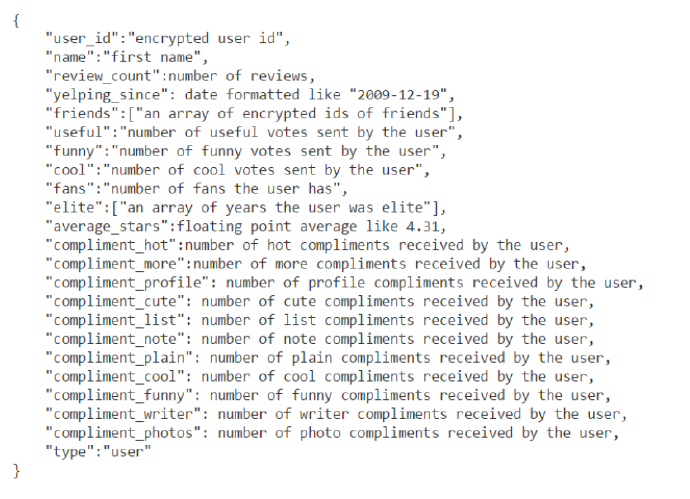 {
"user_id":"encrypted user id",
"name":"first name",
"review_count":number of reviews,
"yelping_since": date formatted like "2009-12-19",
"friends":["an array of encrypted ids of friends"],
"useful":"number of useful votes sent by the user",
"funny":"number of funny votes sent by the user",
"cool":"number of cool votes sent by the user",
"fans":"number of fans the user has",
"elite":["an array of years the user was elite"],
"average_stars":floating point average like 4.31,
"compliment_hot":number of hot compliments received by the user,
"compliment_more":number of more compliments received by the user,
"compliment_profile": number of profile compliments received by the user,
"compliment_cute": number of cute compliments received by the user,
"compliment_list": number of list compliments received by the user,
"compliment_note": number of note compliments received by the user,
"compliment_plain": number of plain compliments received by the user,
"compliment_cool": number of cool compliments received by the user,
"compliment_funny": number of funny compliments received by the user,
"compliment_writer": number of writer compliments received by the user,
"compliment_photos": number of photo compliments received by the user,
"type":"user"
}